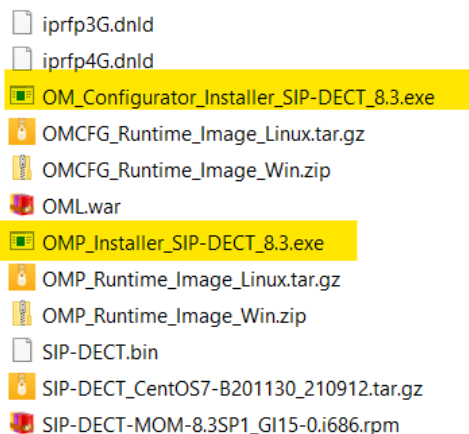 iprfp3G.dnld
iprfp4G.dnld
OM_Configurator_Installer_SIP-DECT_8.3.exe
OMCFG_Runtime_Image_Linux.tar.gz
OMCFG_Runtime_Image_Win.zip
OML.war
OMP_Installer_SIP-DECT_8.3.exe
OMP_Runtime_Image_Linux.tar.gz
OMP_Runtime_Image_Win.zip
SIP-DECT.bin
SIP-DECT_CentOS7-B201130_210912.tar.gz
SIP-DECT-MOM-8.3SP1_GI15-0.i686.rpm